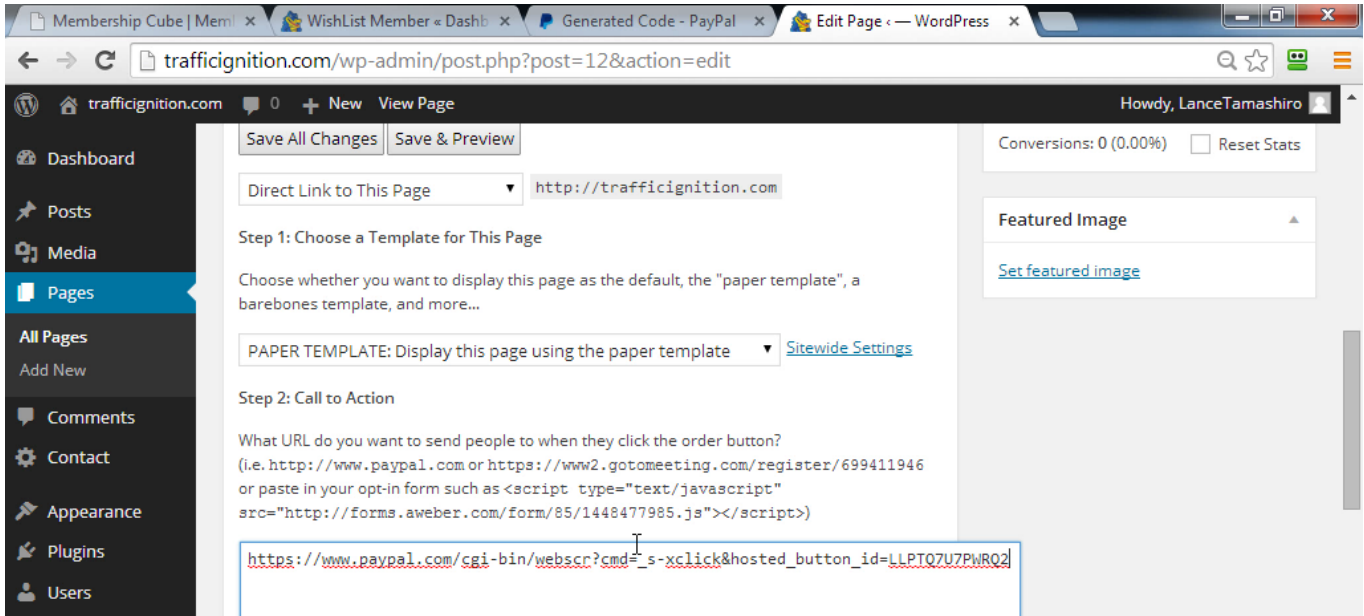 Membership Cube | Meml
WishList Member « Dashb
Generated Code - PayPal
Edit Page ‹ — WordPress
trafficignition.com/wp-admin/post.php?post=12&action=edit
trafficignition.com 0 + New View Page Howdy, LanceTamashiro
Dashboard
Posts
Media
Pages
All Pages
Add New
Comments
Contact
Appearance
Plugins
Users
Save All Changes Save & Preview
Direct Link to This Page http://trafficignition.com
Step 1: Choose a Template for This Page
Choose whether you want to display this page as the default, the "paper template", a
barebones template, and more...
PAPER TEMPLATE: Display this page using the paper template Sitewide Settings
Step 2: Call to Action
What URL do you want to send people to when they click the order button?
(i.e. http://www.paypal.com or https://www2.gotomeeting.com/register/699411946
or paste in your opt-in form such as <script type="text/javascript"
src="http://forms.aweber.com/form/85/1448477985.js"></script>)
https://www.paypal.com/cgi-bin/webscr?cmd=_s-xclick&hosted_button_id=LLPTQ7U7PWRQ2
Conversions: 0 (0.00%) Reset Stats
Featured Image
Set featured image